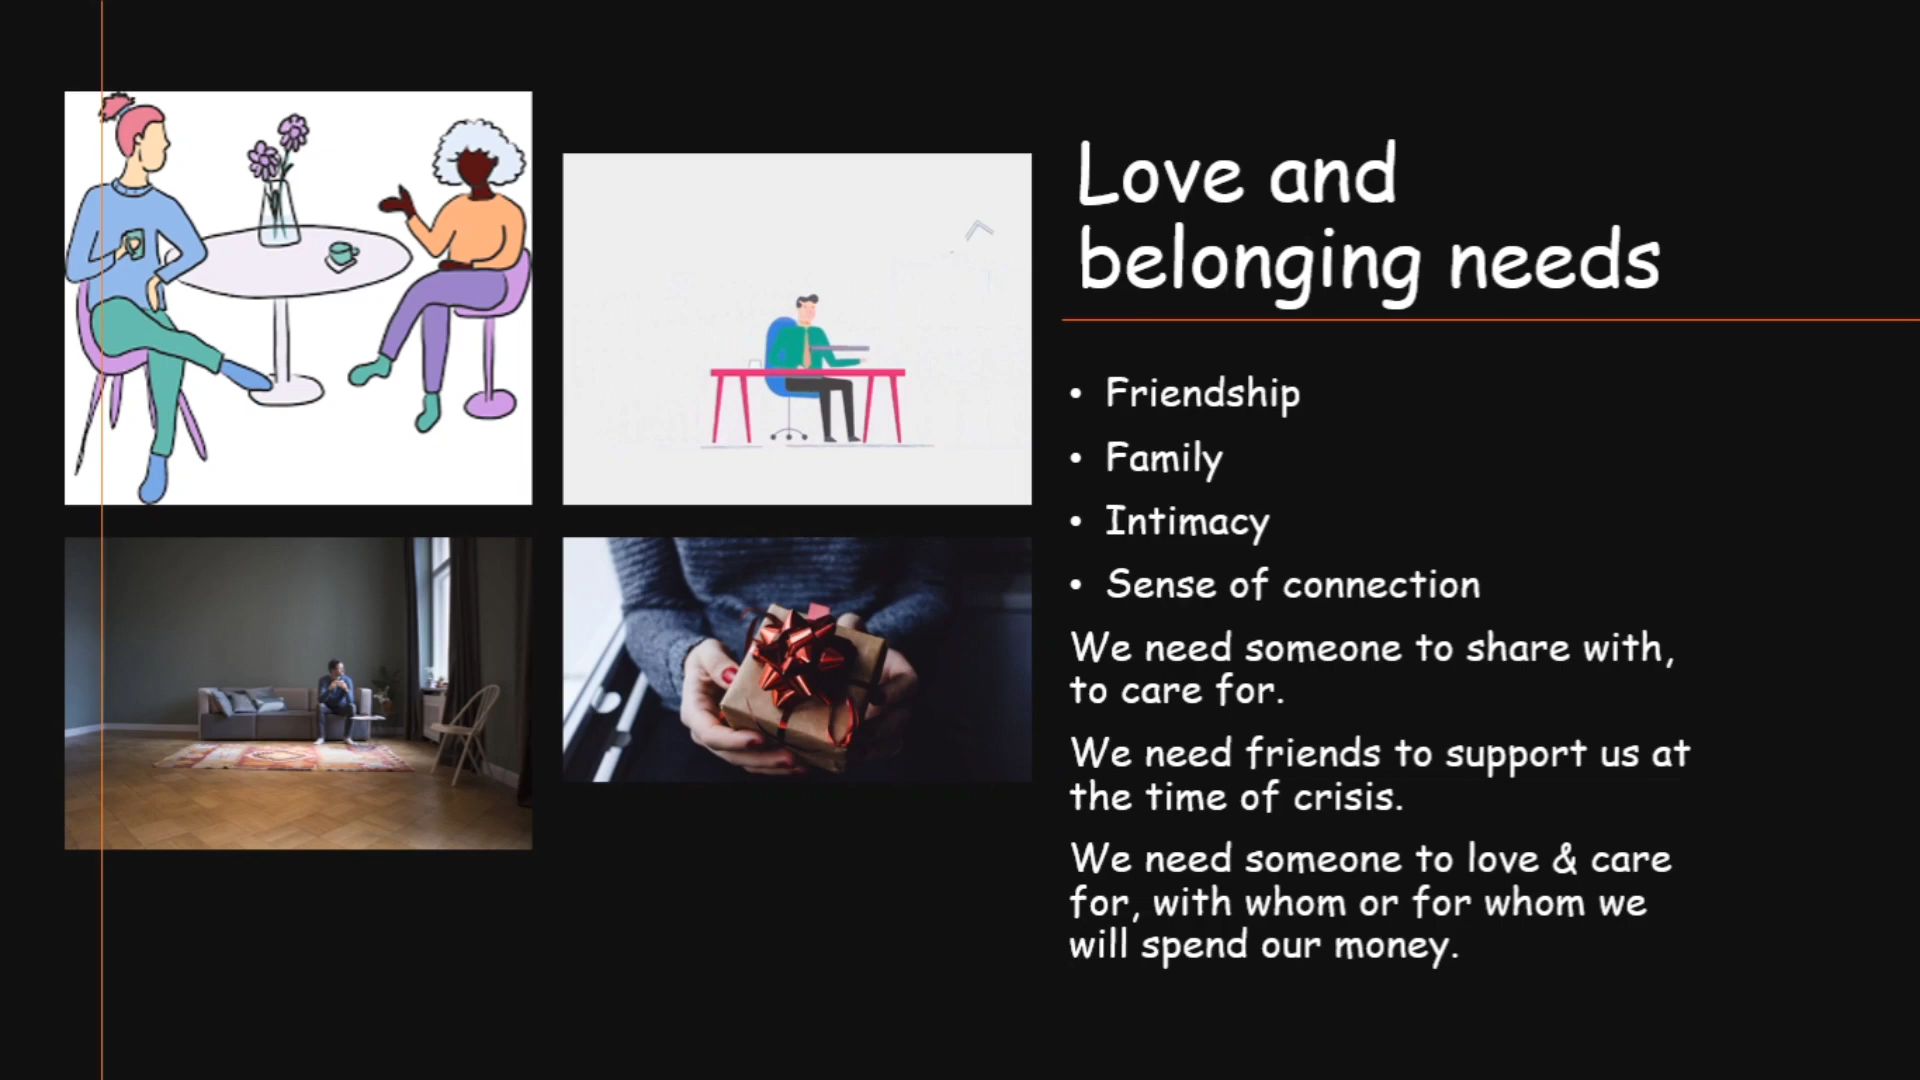 Love and
belonging needs
• Friendship
• Family
• Intimacy
• Sense of connection
We need someone to share with,
to care for.
We need friends to support us at
the time of crisis.
We need someone to love & care
for, with whom or for whom we
will spend our money.